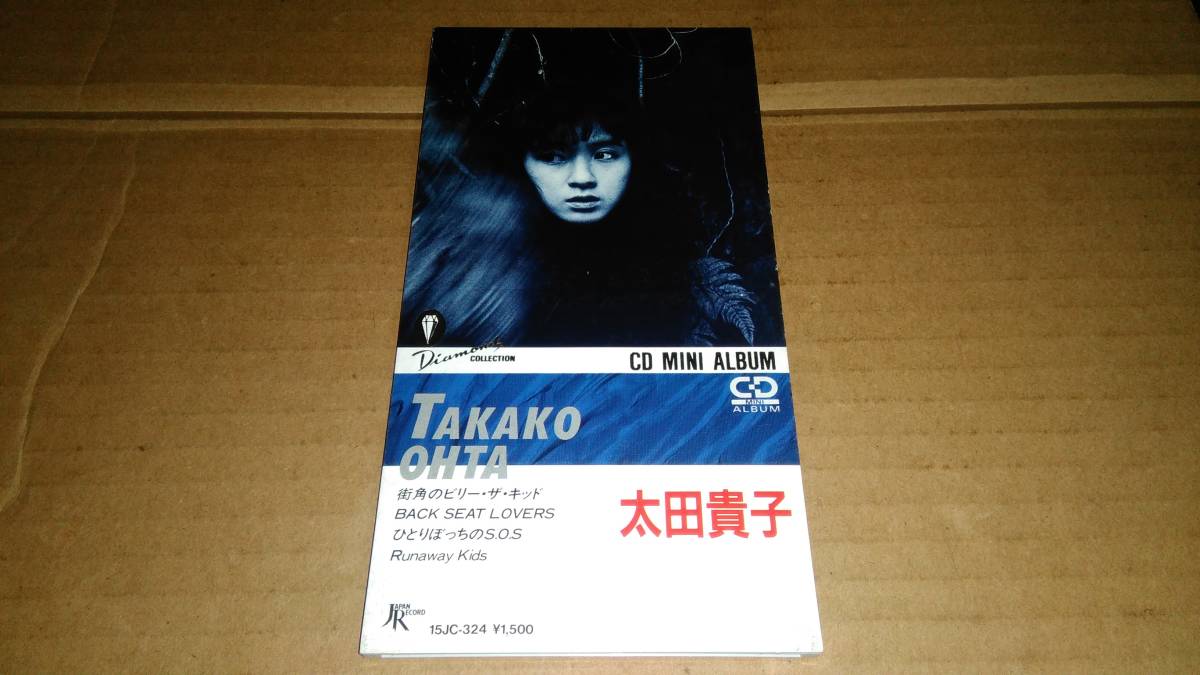 Diamond COLLECTION
CD MINI ALBUM
CD
MINI
ALBUM
TAKAKO
OHTA
街角のビリー・ザ・キッド
BACK SEAT LOVERS
ひとりぼっちのS.O.S
Runaway Kids
太田貴子
JAPAN
RECORD
15JC-324 ¥1,500